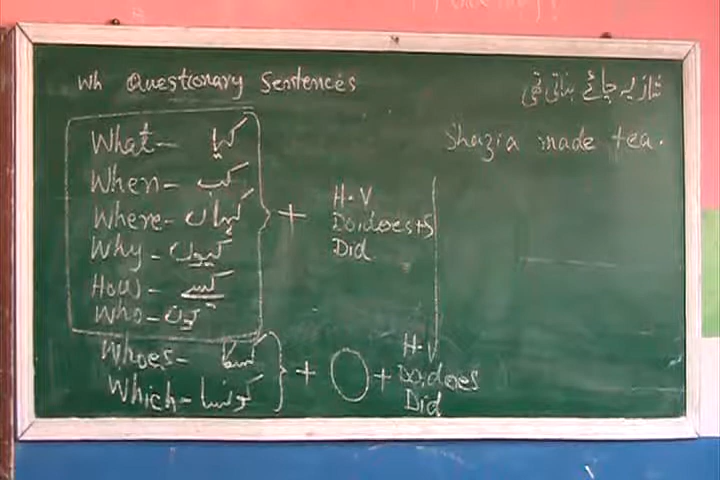 Wh Questionary Sentences
شازیہ چائے بناتی تھی
Shazia made tea.
What - کیا
When - کب
Where - کہاں
Why - کیوں
How - کیسے
Who - کون
+ H.V
Do,does+S
Did
Whoes - کسکا
Which - کونسا
+ + H.V
Do,does
Did